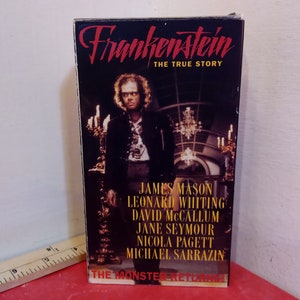 Frankenstein
THE TRUE STORY
JAMES MASON
LEONARD WHITING
DAVID McCALLUM
JANE SEYMOUR
NICOLA PAGETT
MICHAEL SARRAZIN
THE MONSTER RETURNS!